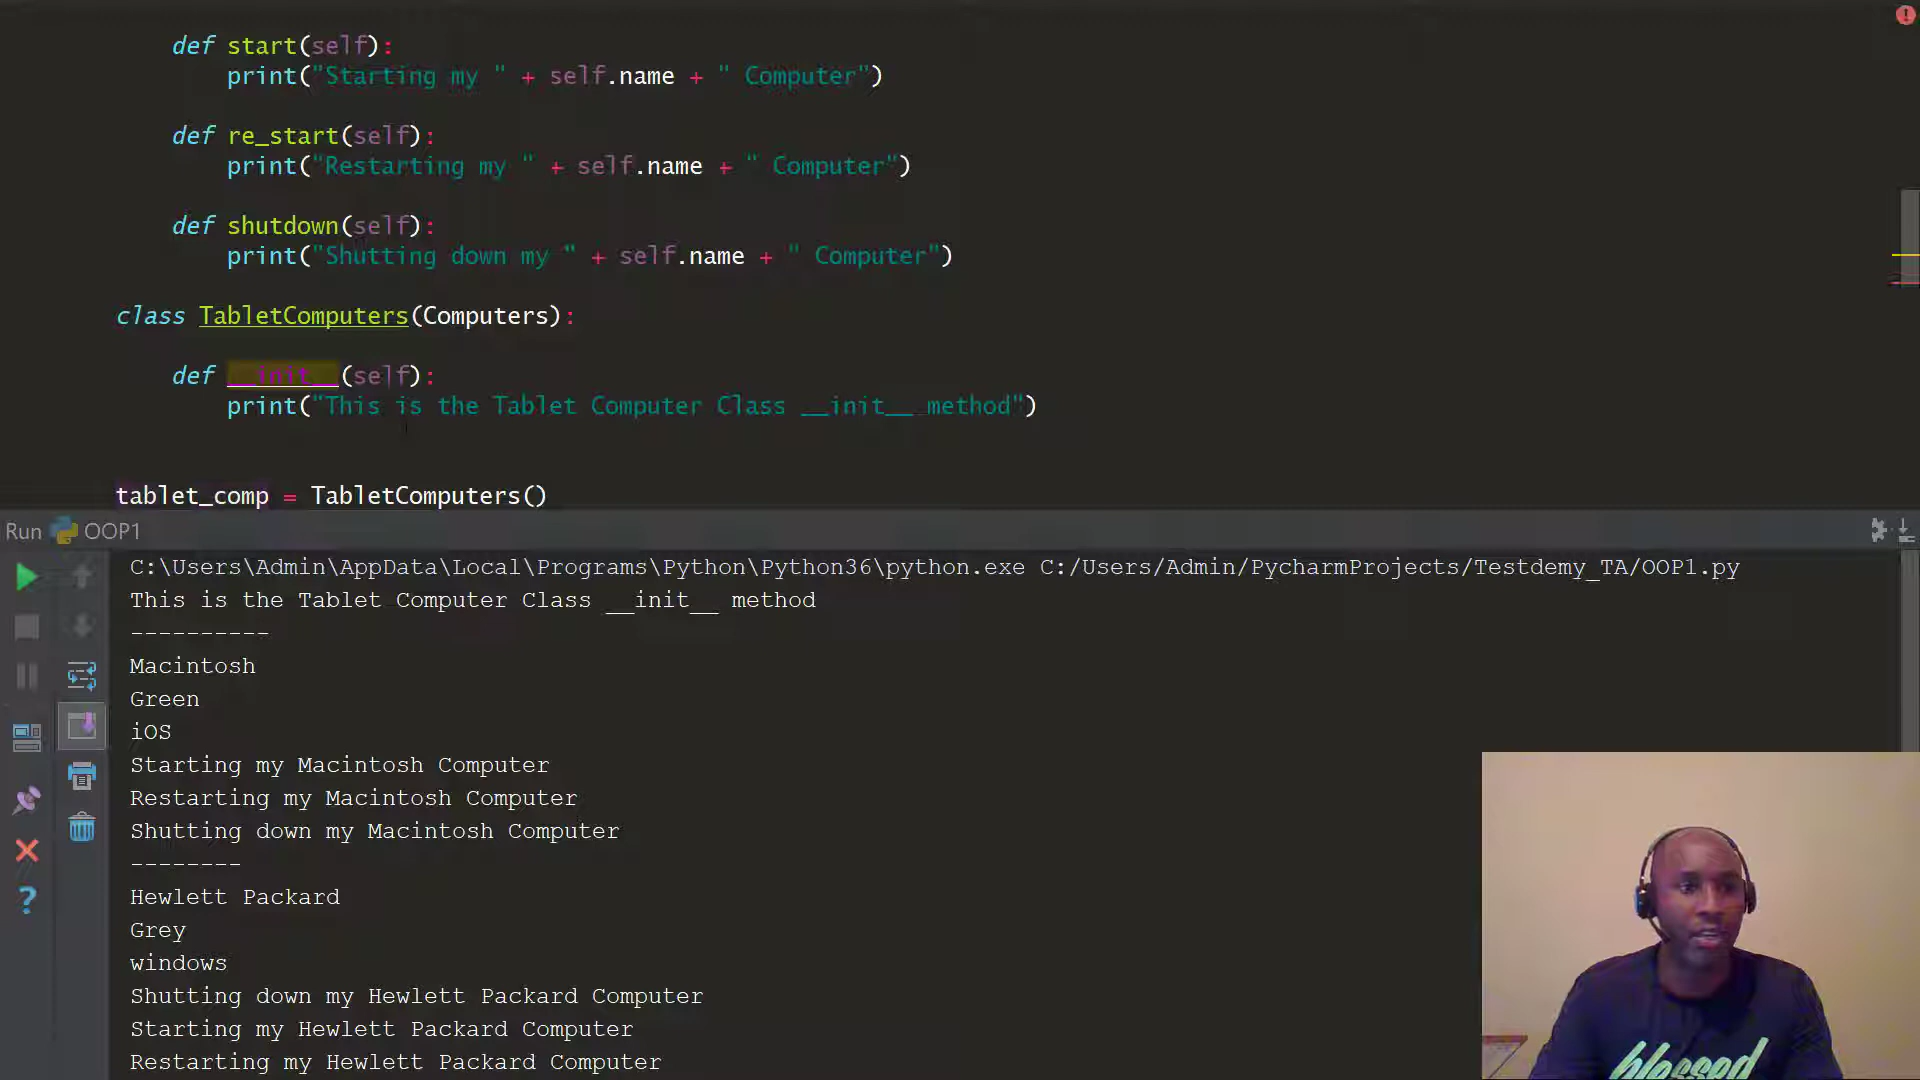 def start(self):
print("Starting my " + self.name + " Computer")
def re_start(self):
print("Restarting my " + self.name + " Computer")
def shutdown(self):
print("Shutting down my " + self.name + " Computer")
class TabletComputers(Computers):
def __init__(self):
print("This is the Tablet Computer Class __init__ method")
tablet_comp = TabletComputers()
Run OOP1
C:\Users\Admin\AppData\Local\Programs\Python\Python36\python.exe C:/Users/Admin/PycharmProjects/Testdemy_TA/OOP1.py
This is the Tablet Computer Class __init__ method
----------
Macintosh
Green
iOS
Starting my Macintosh Computer
Restarting my Macintosh Computer
Shutting down my Macintosh Computer
--------
Hewlett Packard
Grey
windows
Shutting down my Hewlett Packard Computer
Starting my Hewlett Packard Computer
Restarting my Hewlett Packard Computer
blessed